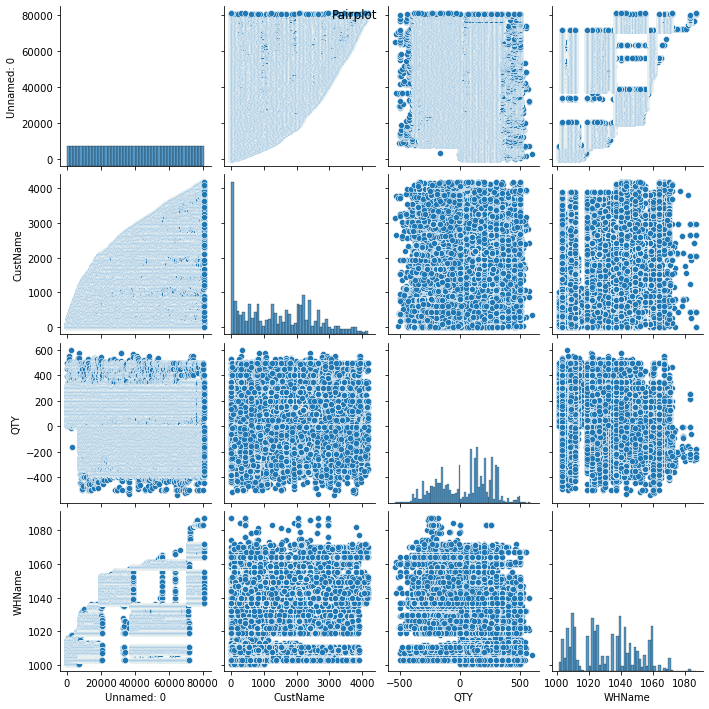 Pairplot
80000
60000
40000
20000
0
Unnamed: 0
4000
3000
2000
1000
0
CustName
600
400
200
0
−200
−400
QTY
1080
1060
1040
1020
1000
WHName
0 20000 40000 60000 80000
Unnamed: 0
0 1000 2000 3000 4000
CustName
−500 0 500
QTY
1000 1020 1040 1060 1080
WHName